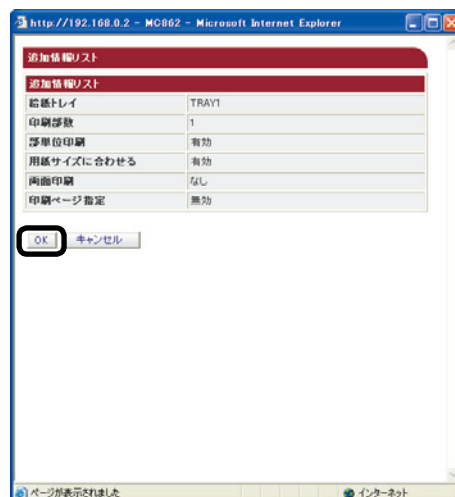 http://192.168.0.2 - MC862 - Microsoft Internet Explorer
追加情報リスト
追加情報リスト
給紙トレイ TRAY1
印刷部数 1
部単位印刷 有効
用紙サイズに合わせる 有効
両面印刷 なし
印刷ページ指定 無効
OK キャンセル
ページが表示されました インターネット